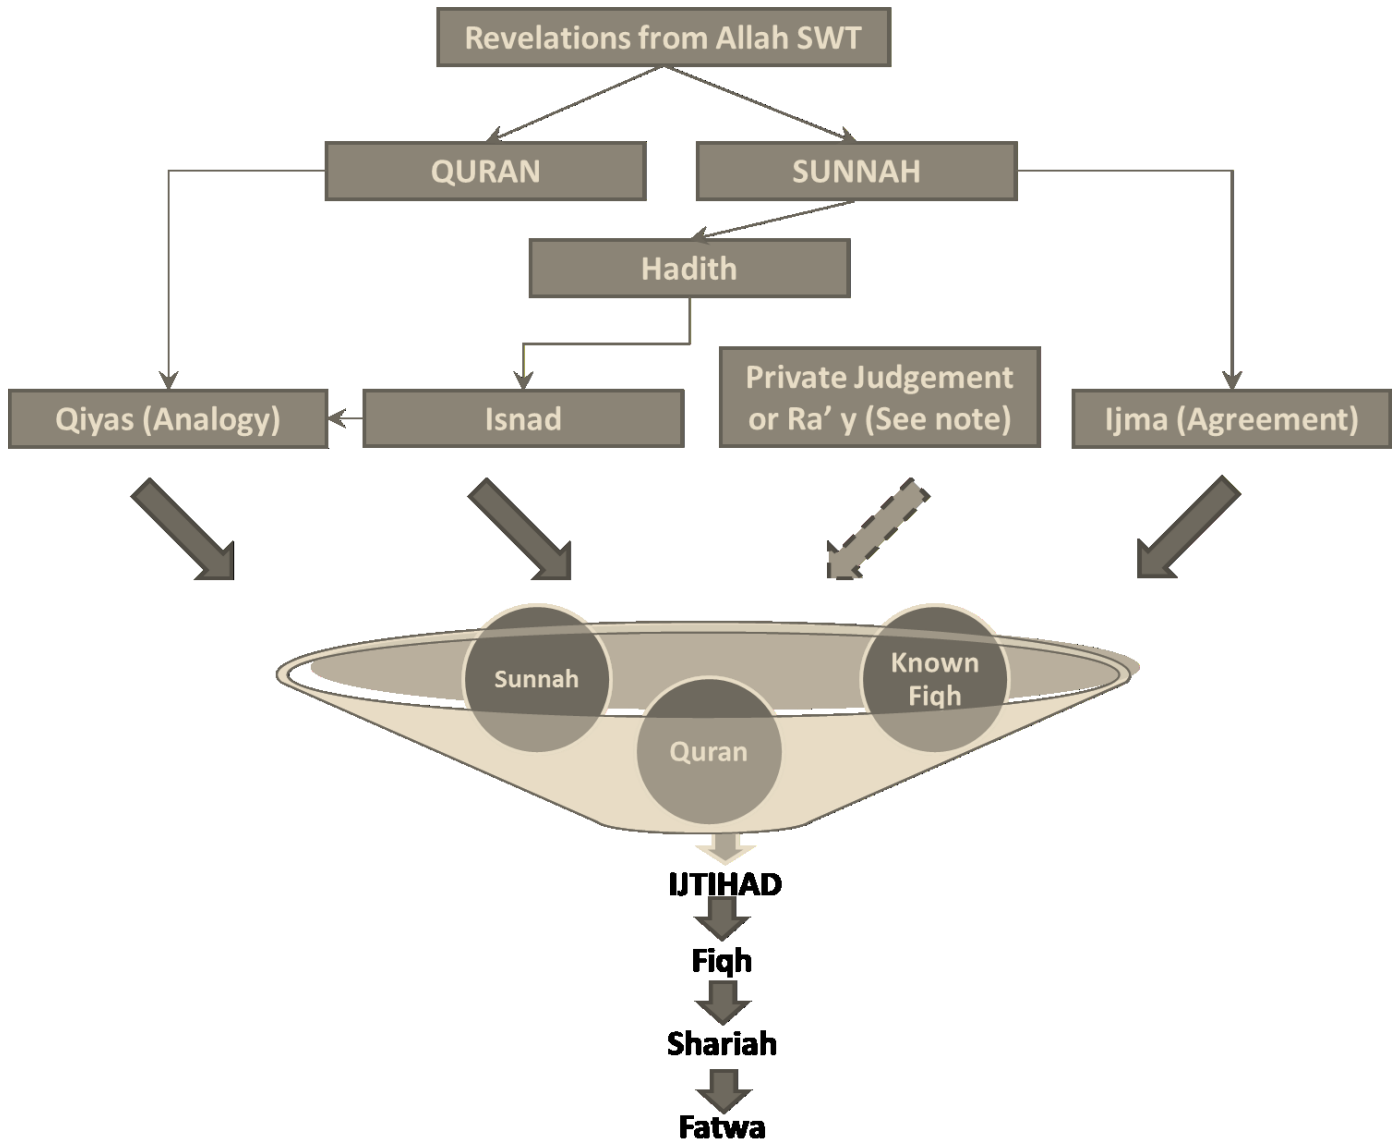 Revelations from Allah SWT
QURAN
SUNNAH
Hadith
Private Judgement
or Ra’ y (See note)
Qiyas (Analogy)
Isnad
Ijma (Agreement)
Sunnah
Known
Fiqh
Quran
IJTIHAD
Fiqh
Shariah
Fatwa